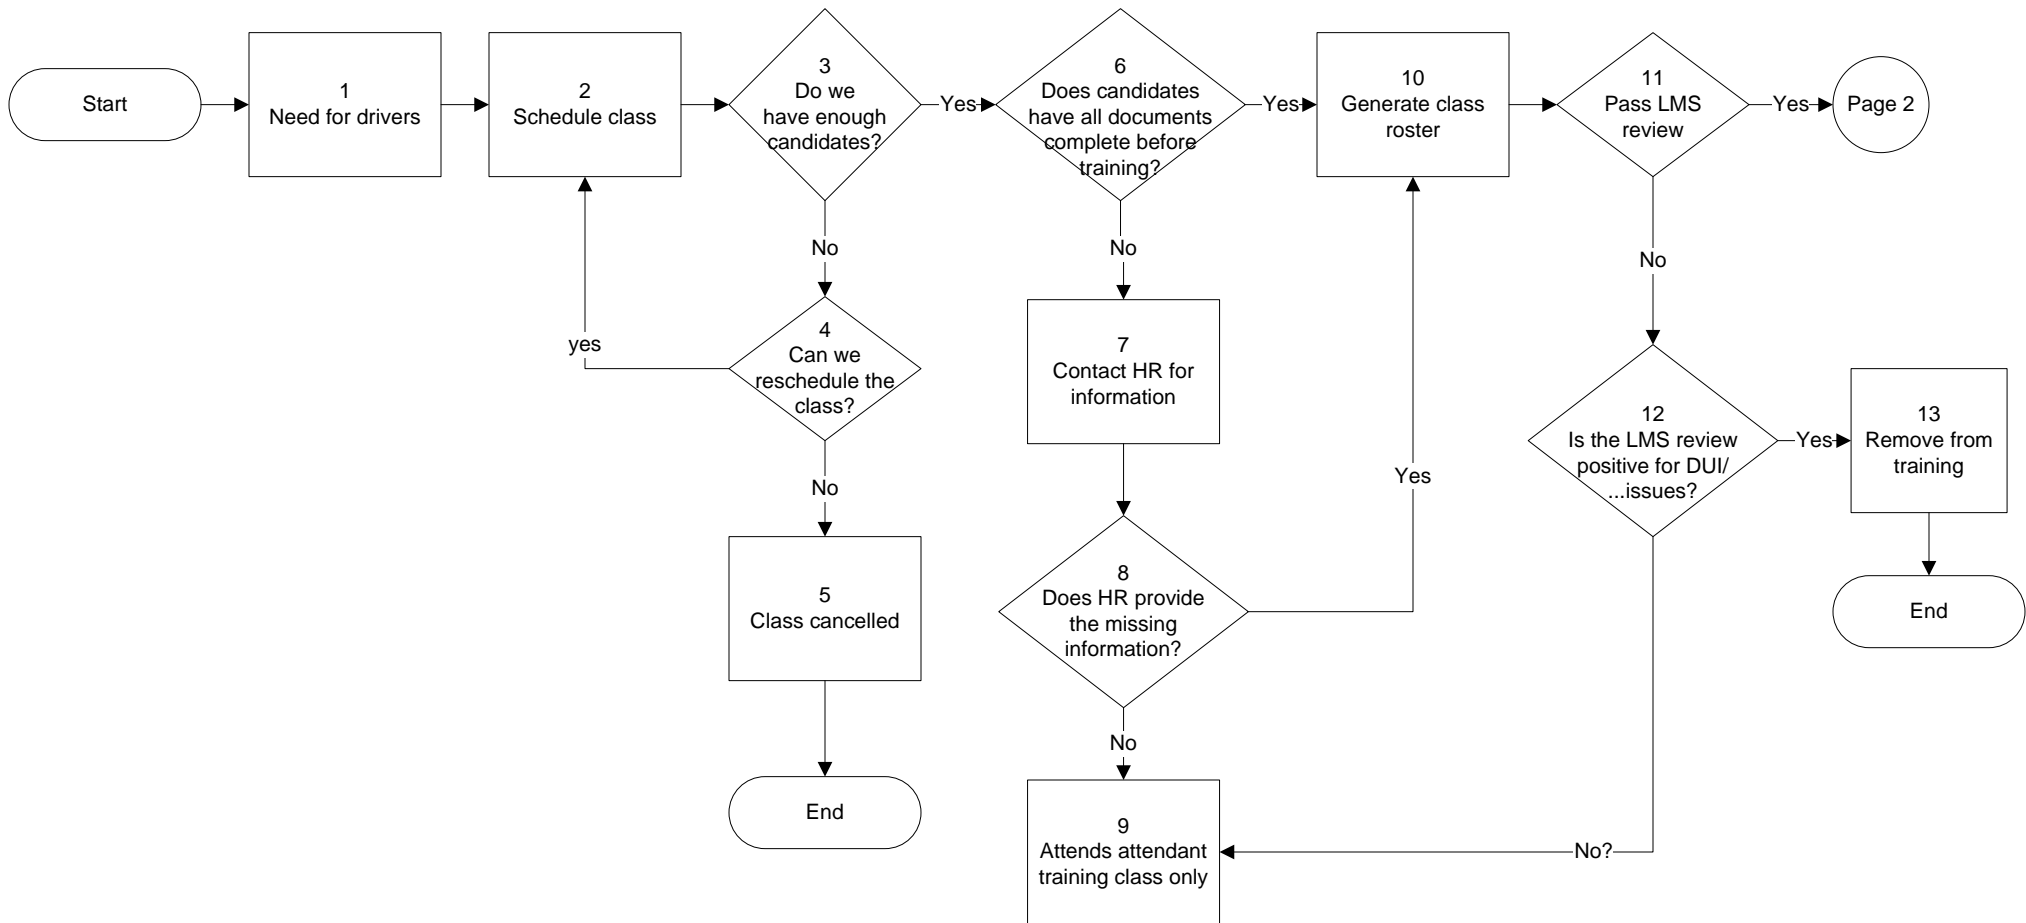 Start
1
Need for drivers
2
Schedule class
3
Do we
have enough
candidates?
Yes
6
Does candidates
have all documents
complete before
training?
Yes
10
Generate class
roster
11
Pass LMS
review
Yes
Page 2
No
No
No
4
Can we
reschedule the
class?
yes
7
Contact HR for
information
12
Is the LMS review
positive for DUI/
...issues?
Yes
13
Remove from
training
No
Yes
5
Class cancelled
8
Does HR provide
the missing
information?
End
No
End
9
Attends attendant
training class only
No?